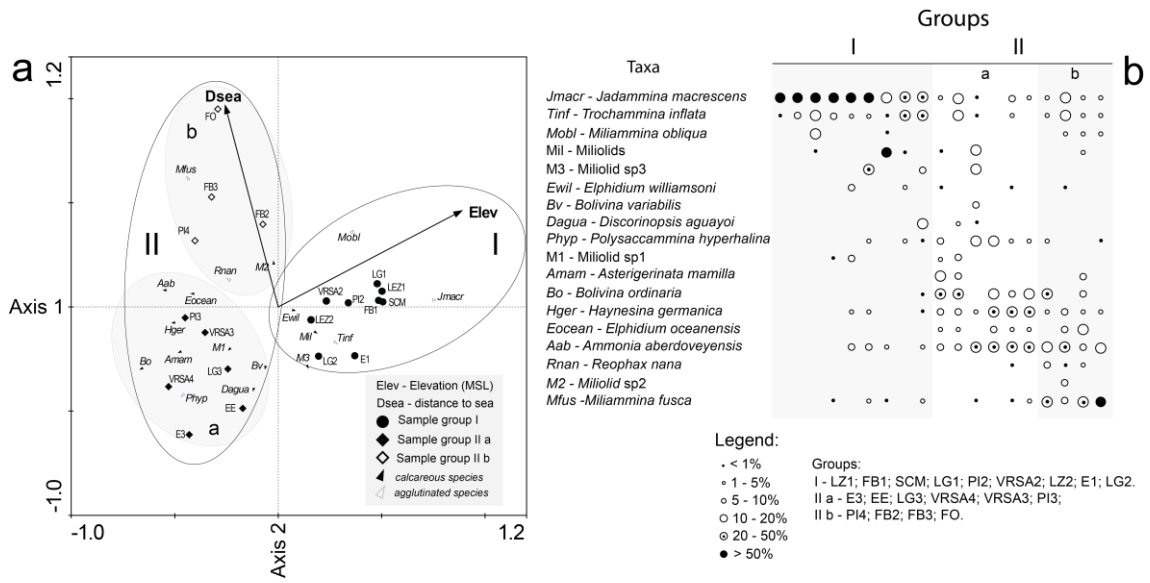 a
1.2
-1.0
Axis 1
-1.0
Axis 2
1.2
Dsea
FO
b
Mfus
FB3
FB2
PI4
II
M2
Rnan
Aab
Eocean
PI3
Hger
VRSA3
M1
Amam
Bo
LG3
Bv
VRSA4
Dagua
Phyp
EE
a
E3
Elev
I
Mobl
LG1
LEZ1
VRSA2
PI2
FB1
SCM
Jmacr
Ewil
LEZ2
Mil
Tinf
M3
LG2
E1
Elev - Elevation (MSL)
Dsea - distance to sea
Sample group I
Sample group II a
Sample group II b
calcareous species
agglutinated species
Groups
I II
Taxa
a b
b
Jmacr - Jadammina macrescens
Tinf - Trochammina inflata
Mobl - Miliammina obliqua
Mil - Miliolids
M3 - Miliolid sp3
Ewil - Elphidium williamsoni
Bv - Bolivina variabilis
Dagua - Discorinopsis aguayoi
Phyp - Polysaccammina hyperhalina
M1 - Miliolid sp1
Amam - Asterigerinata mamilla
Bo - Bolivina ordinaria
Hger - Haynesina germanica
Eocean - Elphidium oceanensis
Aab - Ammonia aberdoveyensis
Rnan - Reophax nana
M2 - Miliolid sp2
Mfus -Miliammina fusca
Legend:
< 1%
1 - 5%
5 - 10%
10 - 20%
20 - 50%
> 50%
Groups:
I - LZ1; FB1; SCM; LG1; PI2; VRSA2; LZ2; E1; LG2.
II a - E3; EE; LG3; VRSA4; VRSA3; PI3;
II b - PI4; FB2; FB3; FO.